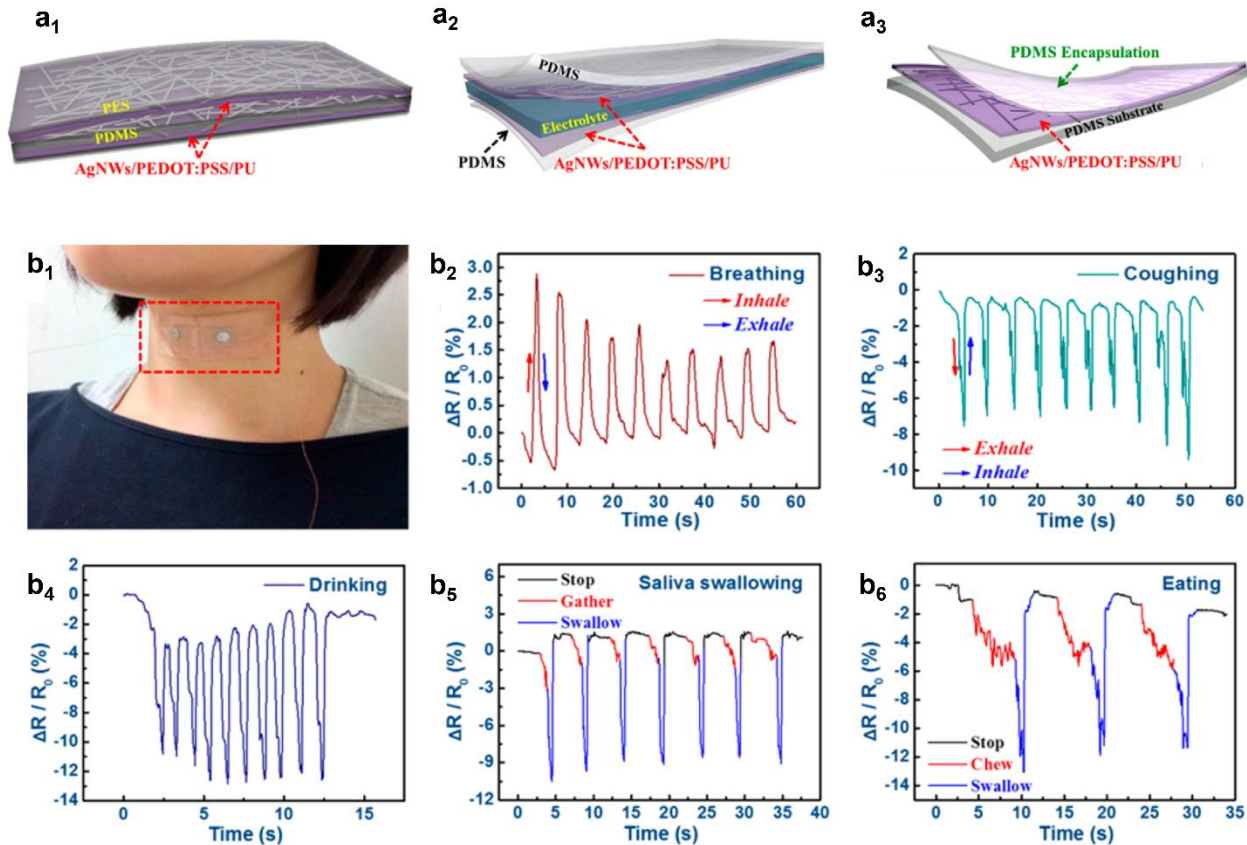 a1
PES
PDMS
AgNWs/PEDOT:PSS/PU
a2
PDMS
Electrolyte
PDMS
AgNWs/PEDOT:PSS/PU
a3
PDMS Encapsulation
PDMS Substrate
AgNWs/PEDOT:PSS/PU
b1
b2
ΔR / R0 (%)
3.0
2.5
2.0
1.5
1.0
0.5
0.0
-0.5
-1.0
Breathing
Inhale
Exhale
0 10 20 30 40 50 60
Time (s)
b3
ΔR / R0 (%)
2
0
-2
-4
-6
-8
-10
Coughing
Exhale
Inhale
0 10 20 30 40 50 60
Time (s)
b4
ΔR / R0 (%)
2
0
-2
-4
-6
-8
-10
-12
-14
Drinking
0 5 10 15
Time (s)
b5
ΔR / R0 (%)
6
3
0
-3
-6
-9
-12
Stop
Gather
Swallow
Saliva swallowing
0 5 10 15 20 25 30 35 40
Time (s)
b6
ΔR / R0 (%)
0
-2
-4
-6
-8
-10
-12
-14
Eating
Stop
Chew
Swallow
0 5 10 15 20 25 30 35
Time (s)